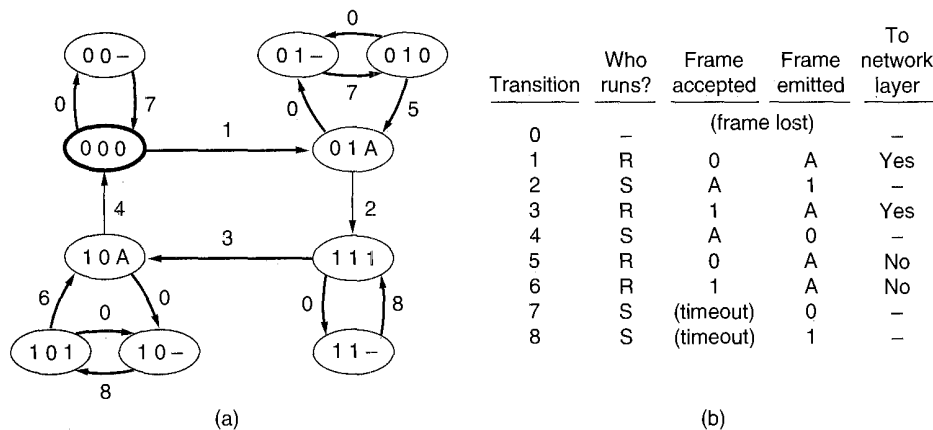 0
0
0 0 –
0 1 –
0 1 0
0
7
7
0
5
1
0 0 0
0 1 A
4
2
3
1 0 A
1 1 1
6
0
0
0
8
1 0 1
1 0 –
1 1 –
8
(a)
To
Who Frame Frame network
Transition runs? accepted emitted layer
(frame lost)
0 – –
1 R 0 A Yes
2 S A 1 –
3 R 1 A Yes
4 S A 0 –
5 R 0 A No
6 R 1 A No
7 S (timeout) 0 –
8 S (timeout) 1 –
(b)